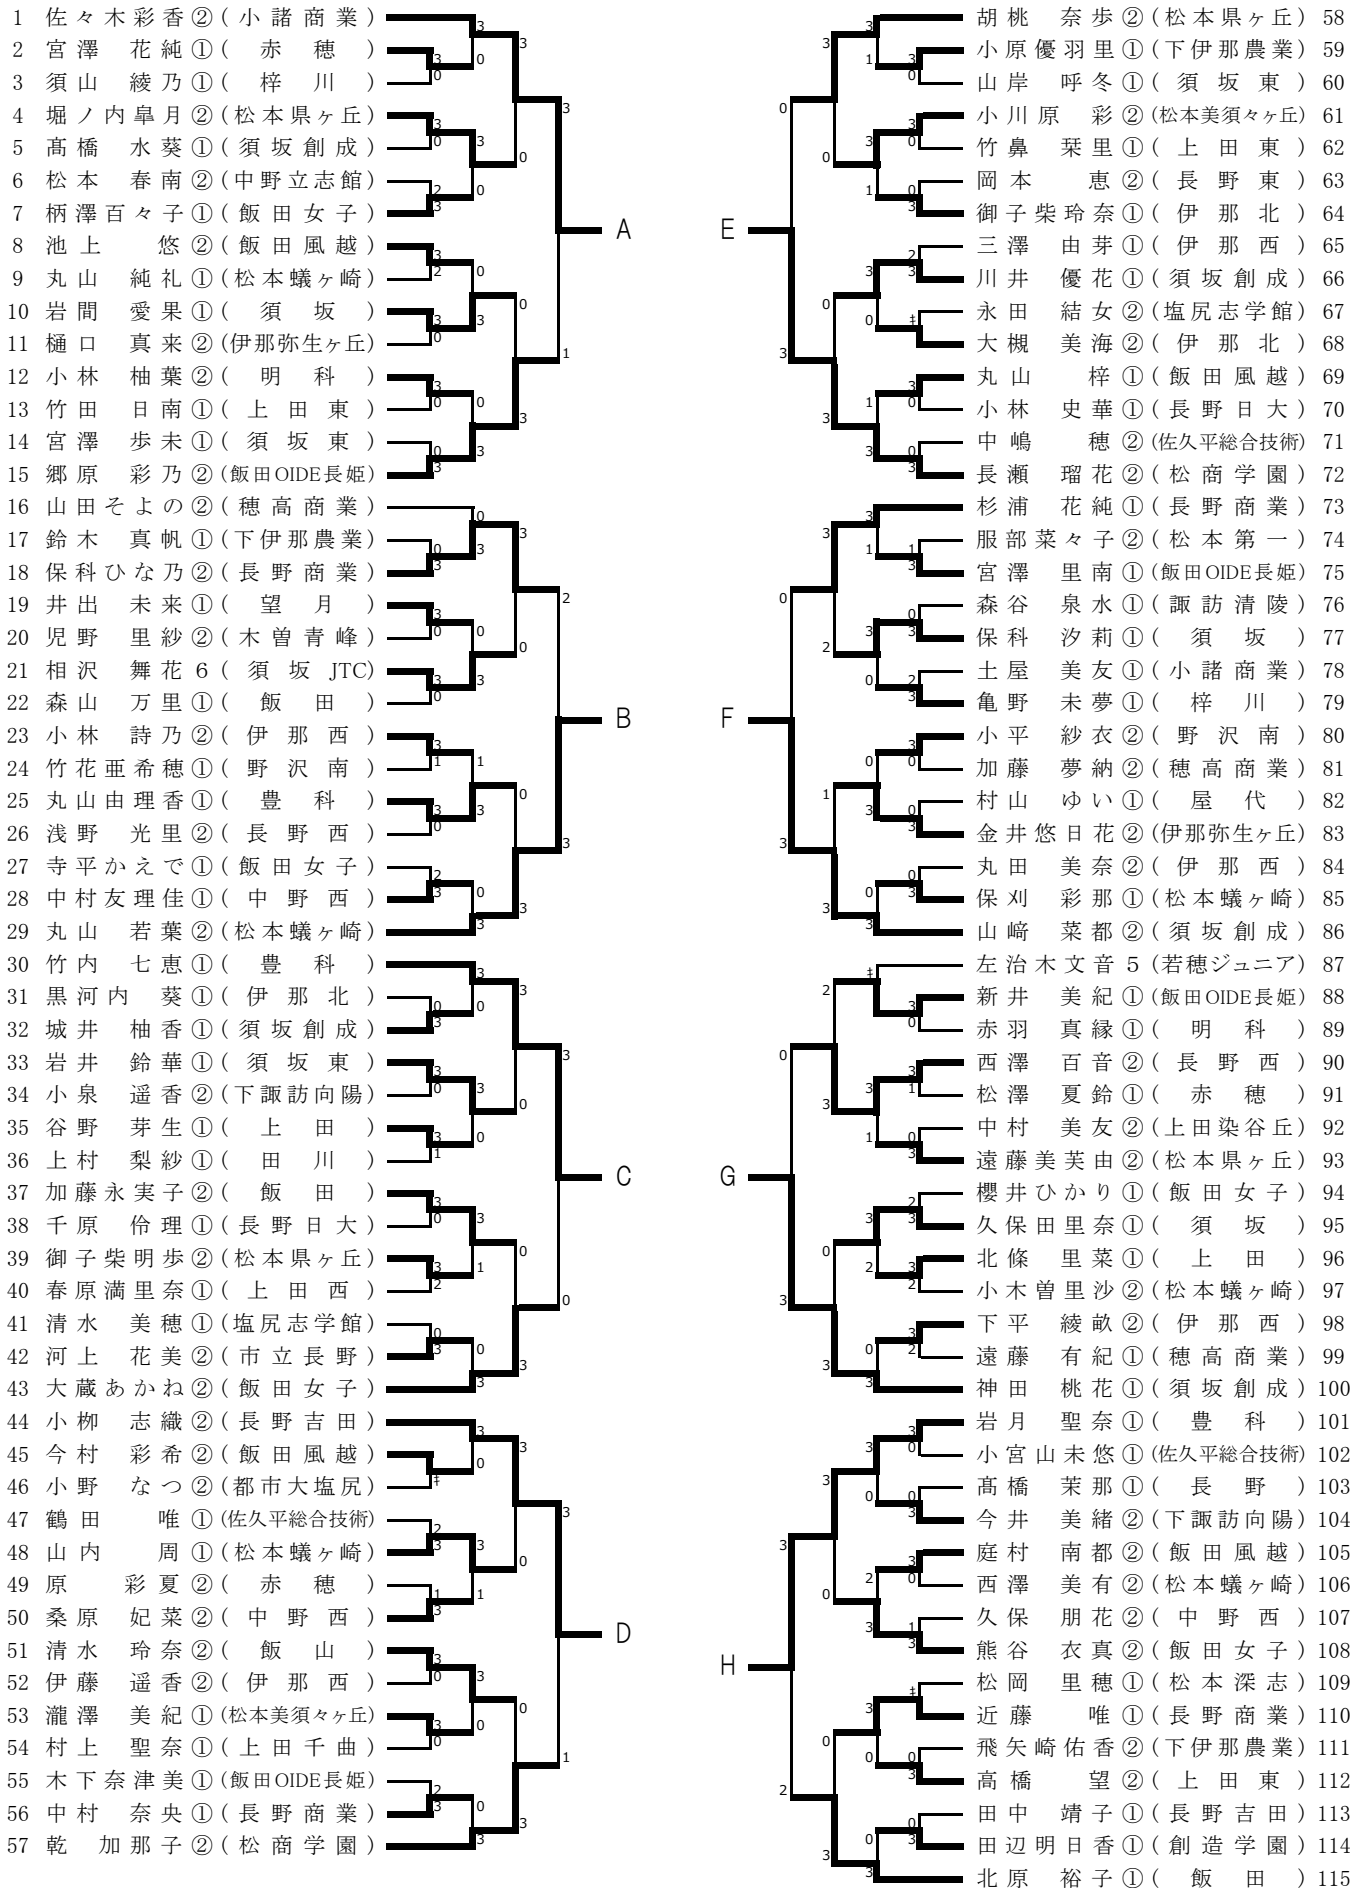 1 佐々木彩香②(小諸商業)
2 宮澤 花純①(赤穂)
3 須山 綾乃①(梓川)
4 堀ノ内皐月②(松本県ヶ丘)
5 髙橋 水葵①(須坂創成)
6 松本 春南②(中野立志館)
7 柄澤百々子①(飯田女子)
8 池上 悠②(飯田風越)
9 丸山 純礼①(松本蟻ヶ崎)
10 岩間 愛果①(須坂)
11 樋口 真来②(伊那弥生ヶ丘)
12 小林 柚葉②(明科)
13 竹田 日南①(上田東)
14 宮澤 歩未①(須坂東)
15 郷原 彩乃②(飯田OIDE長姫)
16 山田そよの②(穂高商業)
17 鈴木 真帆①(下伊那農業)
18 保科ひな乃②(長野商業)
19 井出 未来①(望月)
20 児野 里紗②(木曽青峰)
21 相沢 舞花6(須坂JTC)
22 森山 万里①(飯田)
23 小林 詩乃②(伊那西)
24 竹花亜希穂①(野沢南)
25 丸山由理香①(豊科)
26 浅野 光里②(長野西)
27 寺平かえで①(飯田女子)
28 中村友理佳①(中野西)
29 丸山 若葉②(松本蟻ヶ崎)
30 竹内 七恵①(豊科)
31 黒河内 葵①(伊那北)
32 城井 柚香①(須坂創成)
33 岩井 鈴華①(須坂東)
34 小泉 遥香②(下諏訪向陽)
35 谷野 芽生①(上田)
36 上村 梨紗①(田川)
37 加藤永実子②(飯田)
38 千原 伶理①(長野日大)
39 御子柴明歩②(松本県ヶ丘)
40 春原満里奈①(上田西)
41 清水 美穂①(塩尻志学館)
42 河上 花美②(市立長野)
43 大蔵あかね②(飯田女子)
44 小栁 志織②(長野吉田)
45 今村 彩希②(飯田風越)
46 小野 なつ②(都市大塩尻)
47 鶴田 唯①(佐久平総合技術)
48 山内 周①(松本蟻ヶ崎)
49 原 彩夏②(赤穂)
50 桑原 妃菜②(中野西)
51 清水 玲奈②(飯山)
52 伊藤 遥香②(伊那西)
53 瀧澤 美紀①(松本美須々ヶ丘)
54 村上 聖奈①(上田千曲)
55 木下奈津美①(飯田OIDE長姫)
56 中村 奈央①(長野商業)
57 乾 加那子②(松商学園)
A
B
C
D
E
F
G
H
胡桃 奈歩②(松本県ヶ丘) 58
小原優羽里①(下伊那農業) 59
山岸 呼冬①(須坂東) 60
小川原 彩②(松本美須々ヶ丘) 61
竹鼻 栞里①(上田東) 62
岡本 恵②(長野東) 63
御子柴玲奈①(伊那北) 64
三澤 由芽①(伊那西) 65
川井 優花①(須坂創成) 66
永田 結女②(塩尻志学館) 67
大槻 美海②(伊那北) 68
丸山 梓①(飯田風越) 69
小林 史華①(長野日大) 70
中嶋 穂②(佐久平総合技術) 71
長瀬 瑠花②(松商学園) 72
杉浦 花純①(長野商業) 73
服部菜々子②(松本第一) 74
宮澤 里南①(飯田OIDE長姫) 75
森谷 泉水①(諏訪清陵) 76
保科 汐莉①(須坂) 77
土屋 美友①(小諸商業) 78
亀野 未夢①(梓川) 79
小平 紗衣②(野沢南) 80
加藤 夢納②(穂高商業) 81
村山 ゆい①(屋代) 82
金井悠日花②(伊那弥生ヶ丘) 83
丸田 美奈②(伊那西) 84
保刈 彩那①(松本蟻ヶ崎) 85
山﨑 菜都②(須坂創成) 86
左治木文音5(若穂ジュニア) 87
新井 美紀①(飯田OIDE長姫) 88
赤羽 真縁①(明科) 89
西澤 百音②(長野西) 90
松澤 夏鈴①(赤穂) 91
中村 美友②(上田染谷丘) 92
遠藤美芙由②(松本県ヶ丘) 93
櫻井ひかり①(飯田女子) 94
久保田里奈①(須坂) 95
北條 里菜①(上田) 96
小木曽里沙②(松本蟻ヶ崎) 97
下平 綾畝②(伊那西) 98
遠藤 有紀①(穂高商業) 99
神田 桃花①(須坂創成) 100
岩月 聖奈①(豊科) 101
小宮山未悠①(佐久平総合技術) 102
髙橋 茉那①(長野) 103
今井 美緒②(下諏訪向陽) 104
庭村 南都②(飯田風越) 105
西澤 美有②(松本蟻ヶ崎) 106
久保 朋花②(中野西) 107
熊谷 衣真②(飯田女子) 108
松岡 里穂①(松本深志) 109
近藤 唯①(長野商業) 110
飛矢崎佑香②(下伊那農業) 111
高橋 望②(上田東) 112
田中 靖子①(長野吉田) 113
田辺明日香①(創造学園) 114
北原 裕子①(飯田) 115